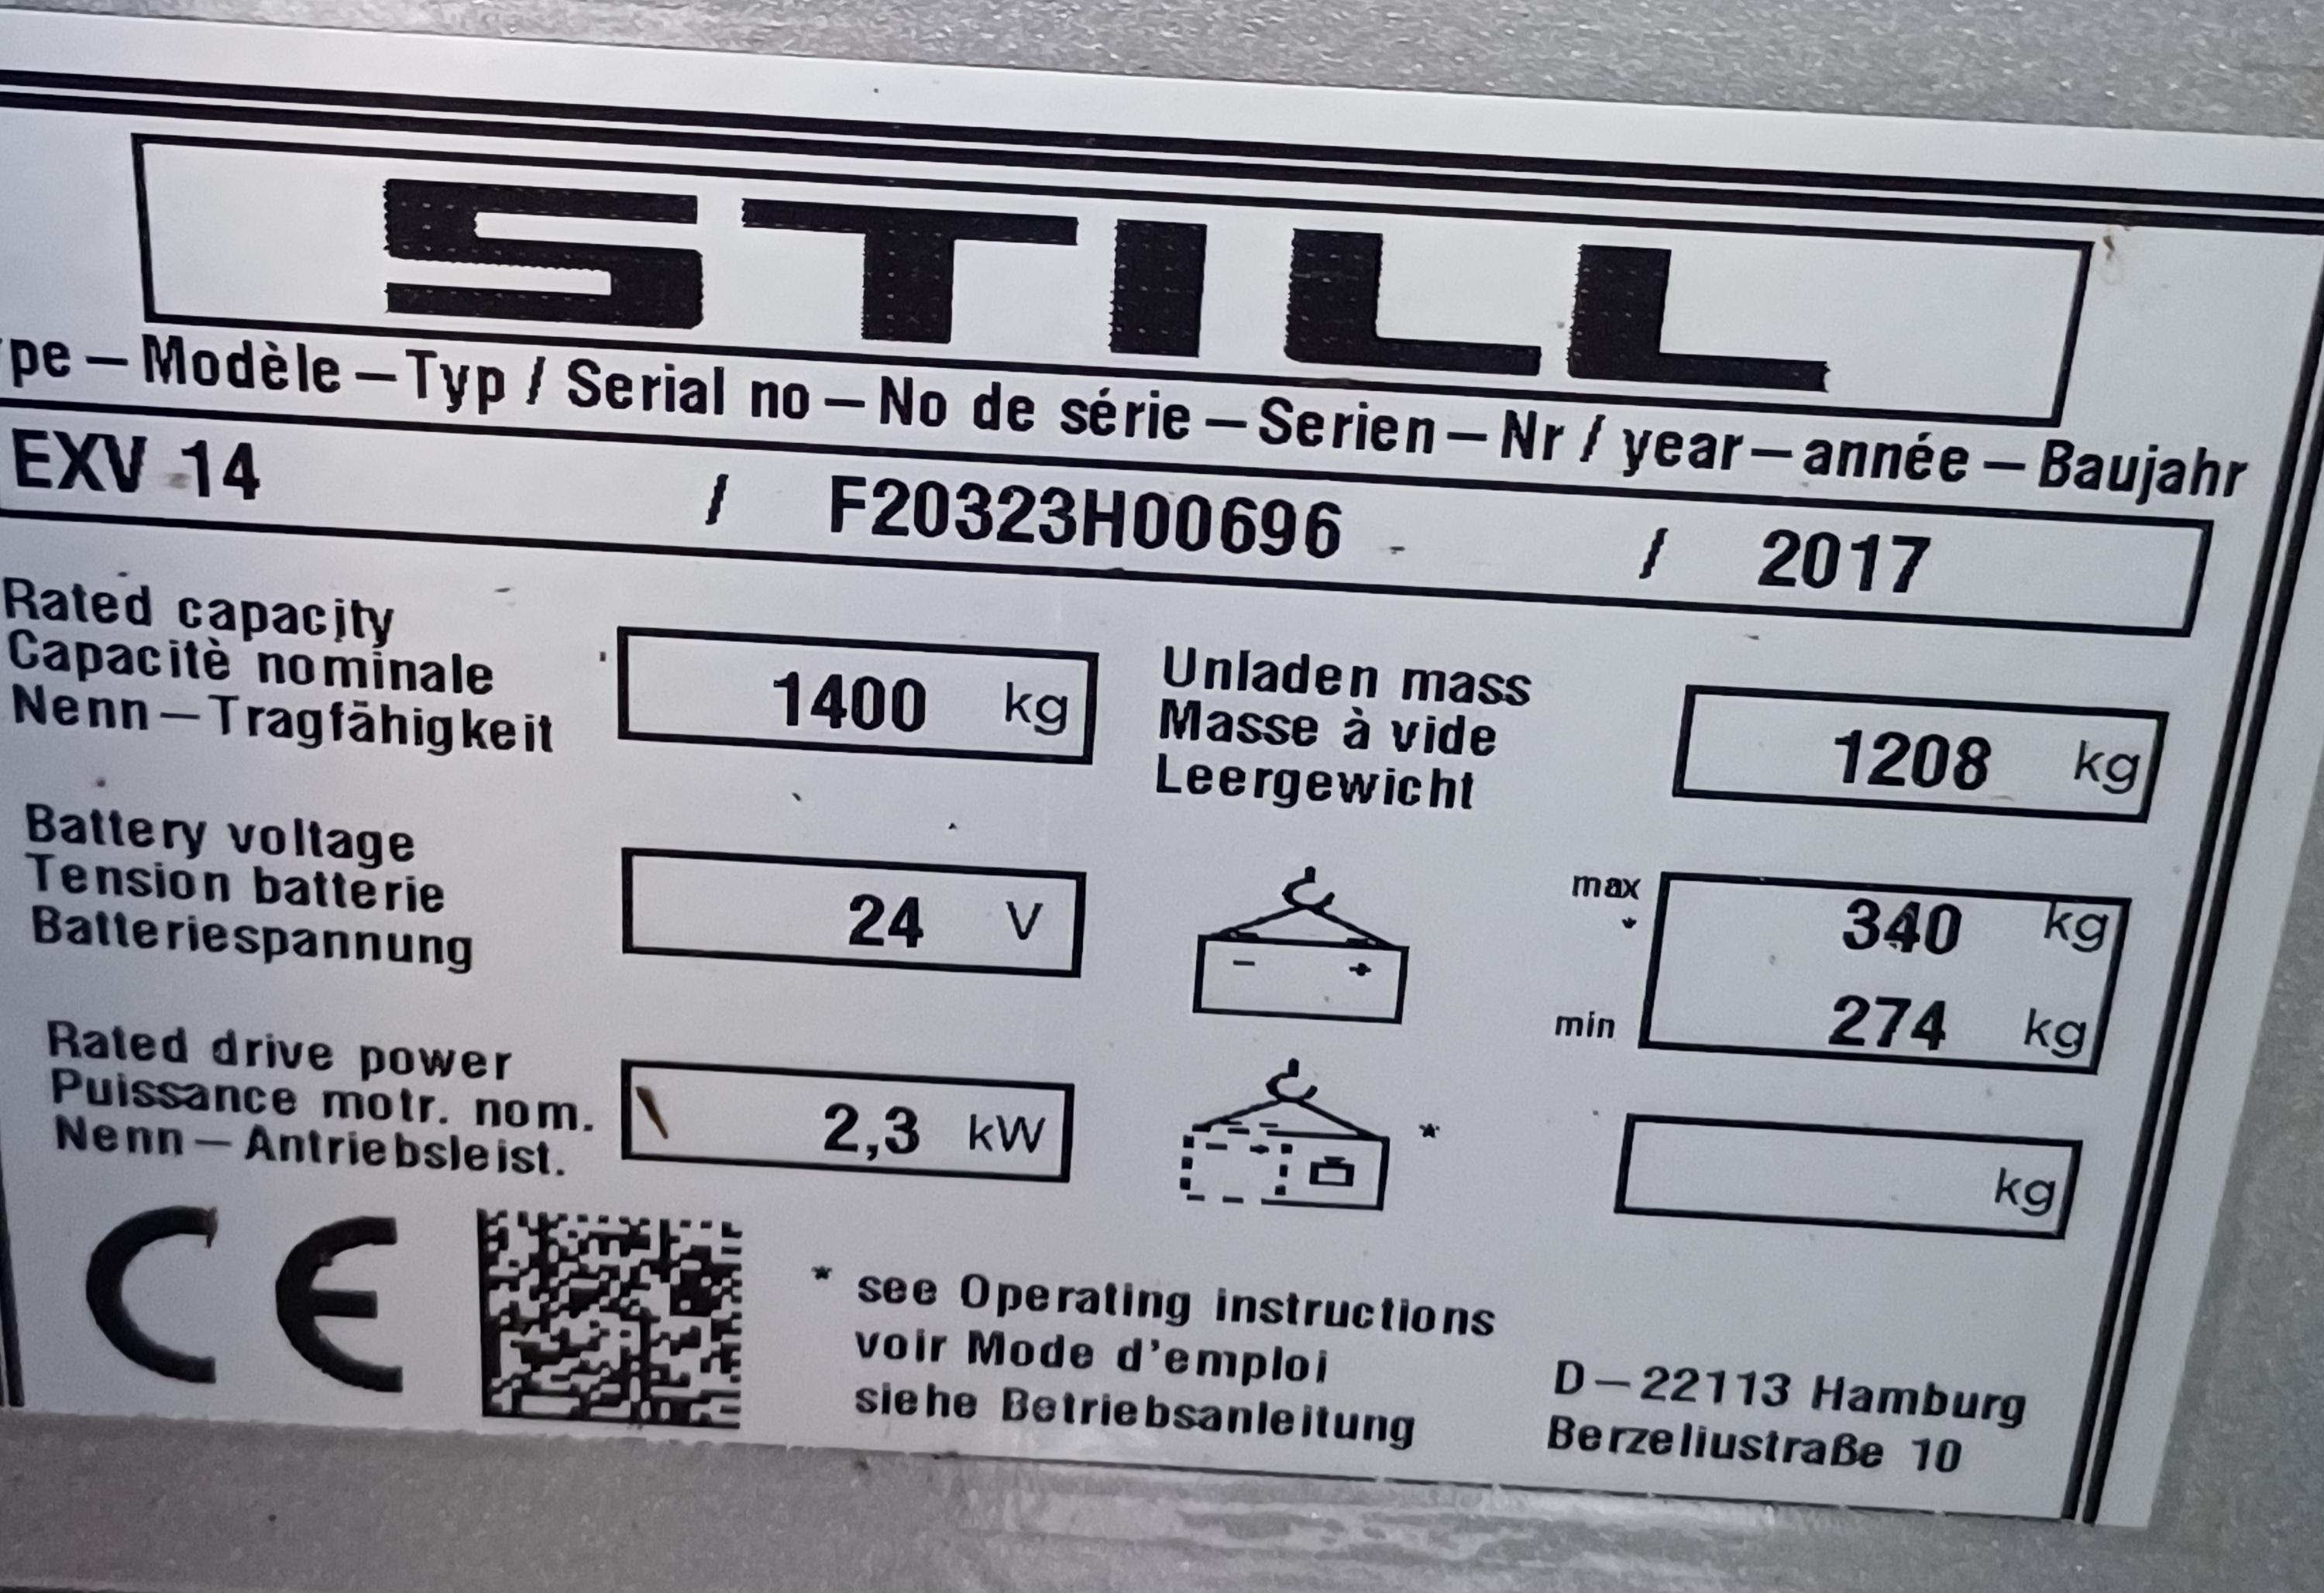 STILL
pe – Modèle – Typ / Serial no – No de série – Serien – Nr / year – année – Baujahr
EXV 14 / F20323H00696 / 2017
Rated capacity
Capacitè nominale
Nenn – Tragfähigkeit
1400 kg
Unladen mass
Masse à vide
Leergewicht
1208 kg
Battery voltage
Tension batterie
Batteriespannung
24 V
- +
max
*
340 kg
min
274 kg
Rated drive power
Puissance motr. nom.
Nenn – Antriebsleist.
2,3 kW
*
kg
CE
* see Operating instructions
voir Mode d'emploi
siehe Betriebsanleitung
D – 22113 Hamburg
Berzeliustraße 10